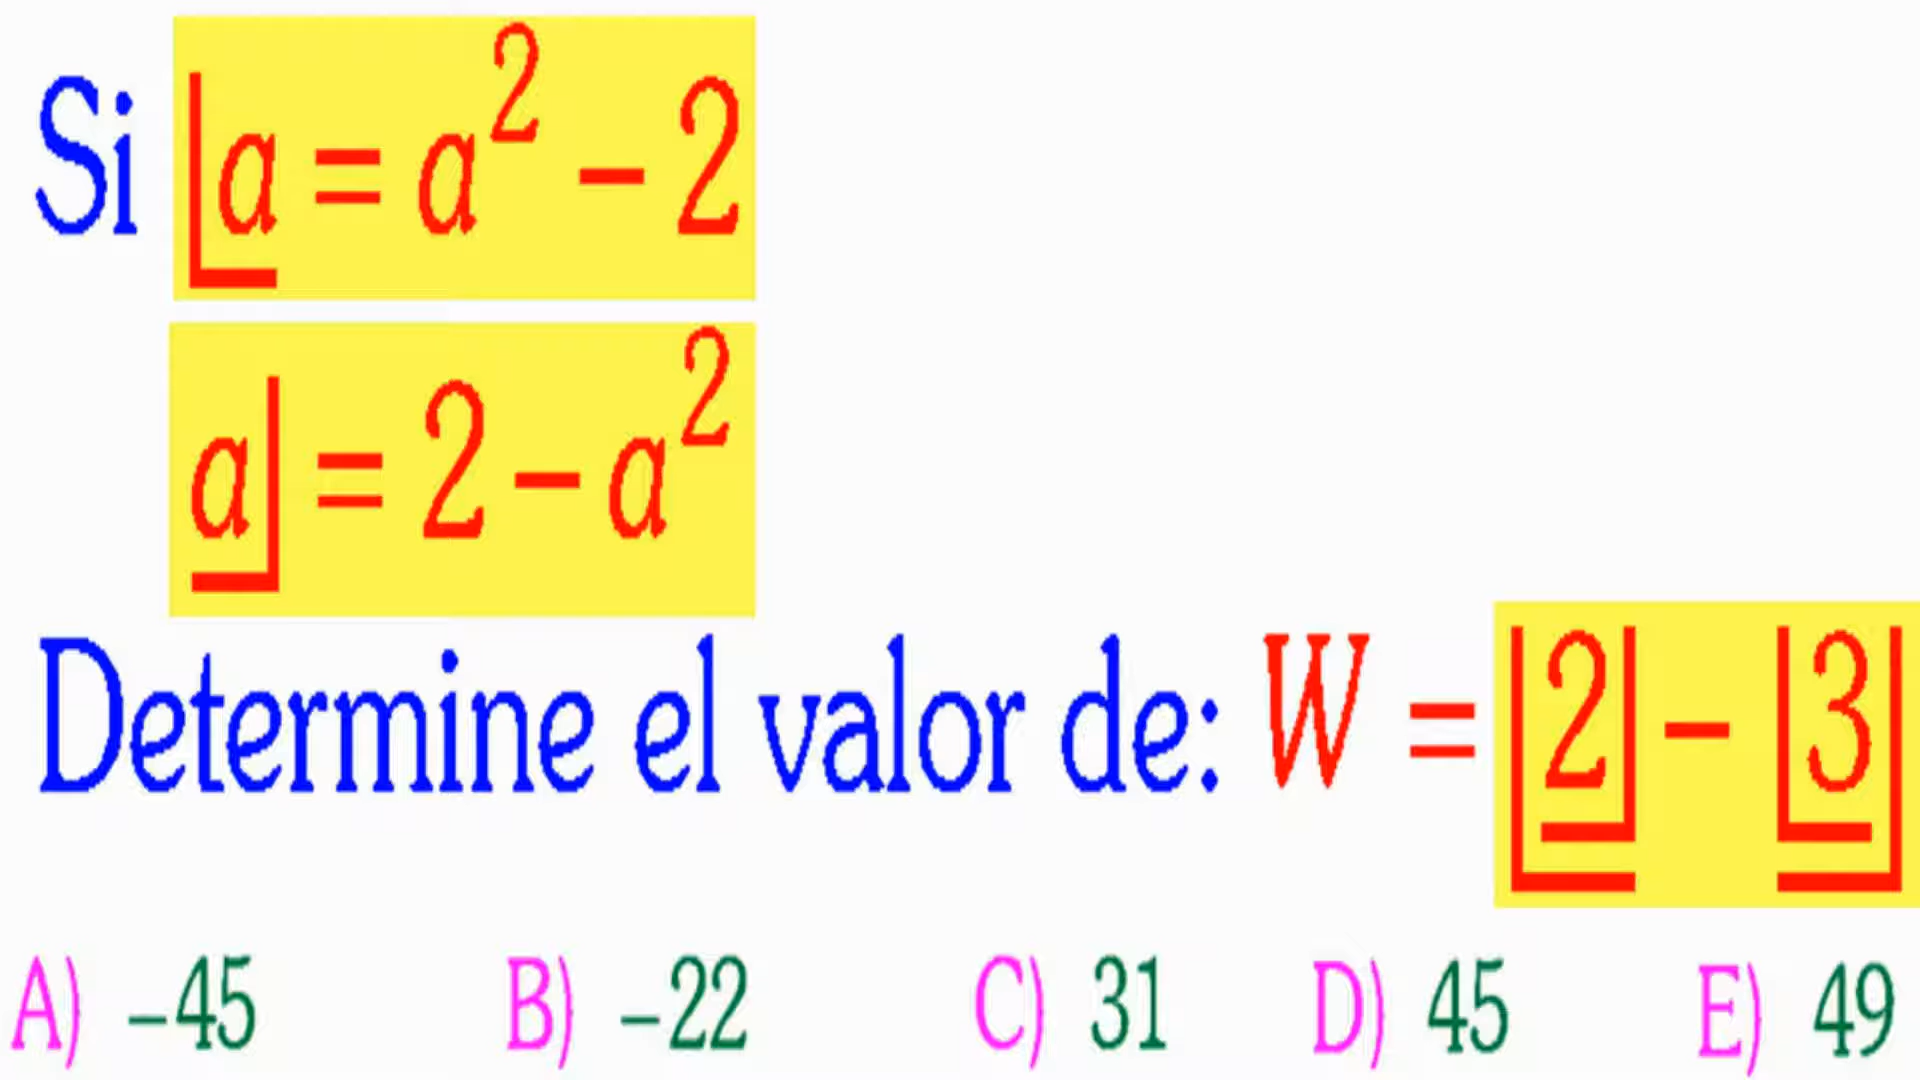 Si ⌊a = a² − 2
a⌋ = 2 − a²
Determine el valor de: W = ⌊2⌋ − ⌊3⌋
A) −45 B) −22 C) 31 D) 45 E) 49